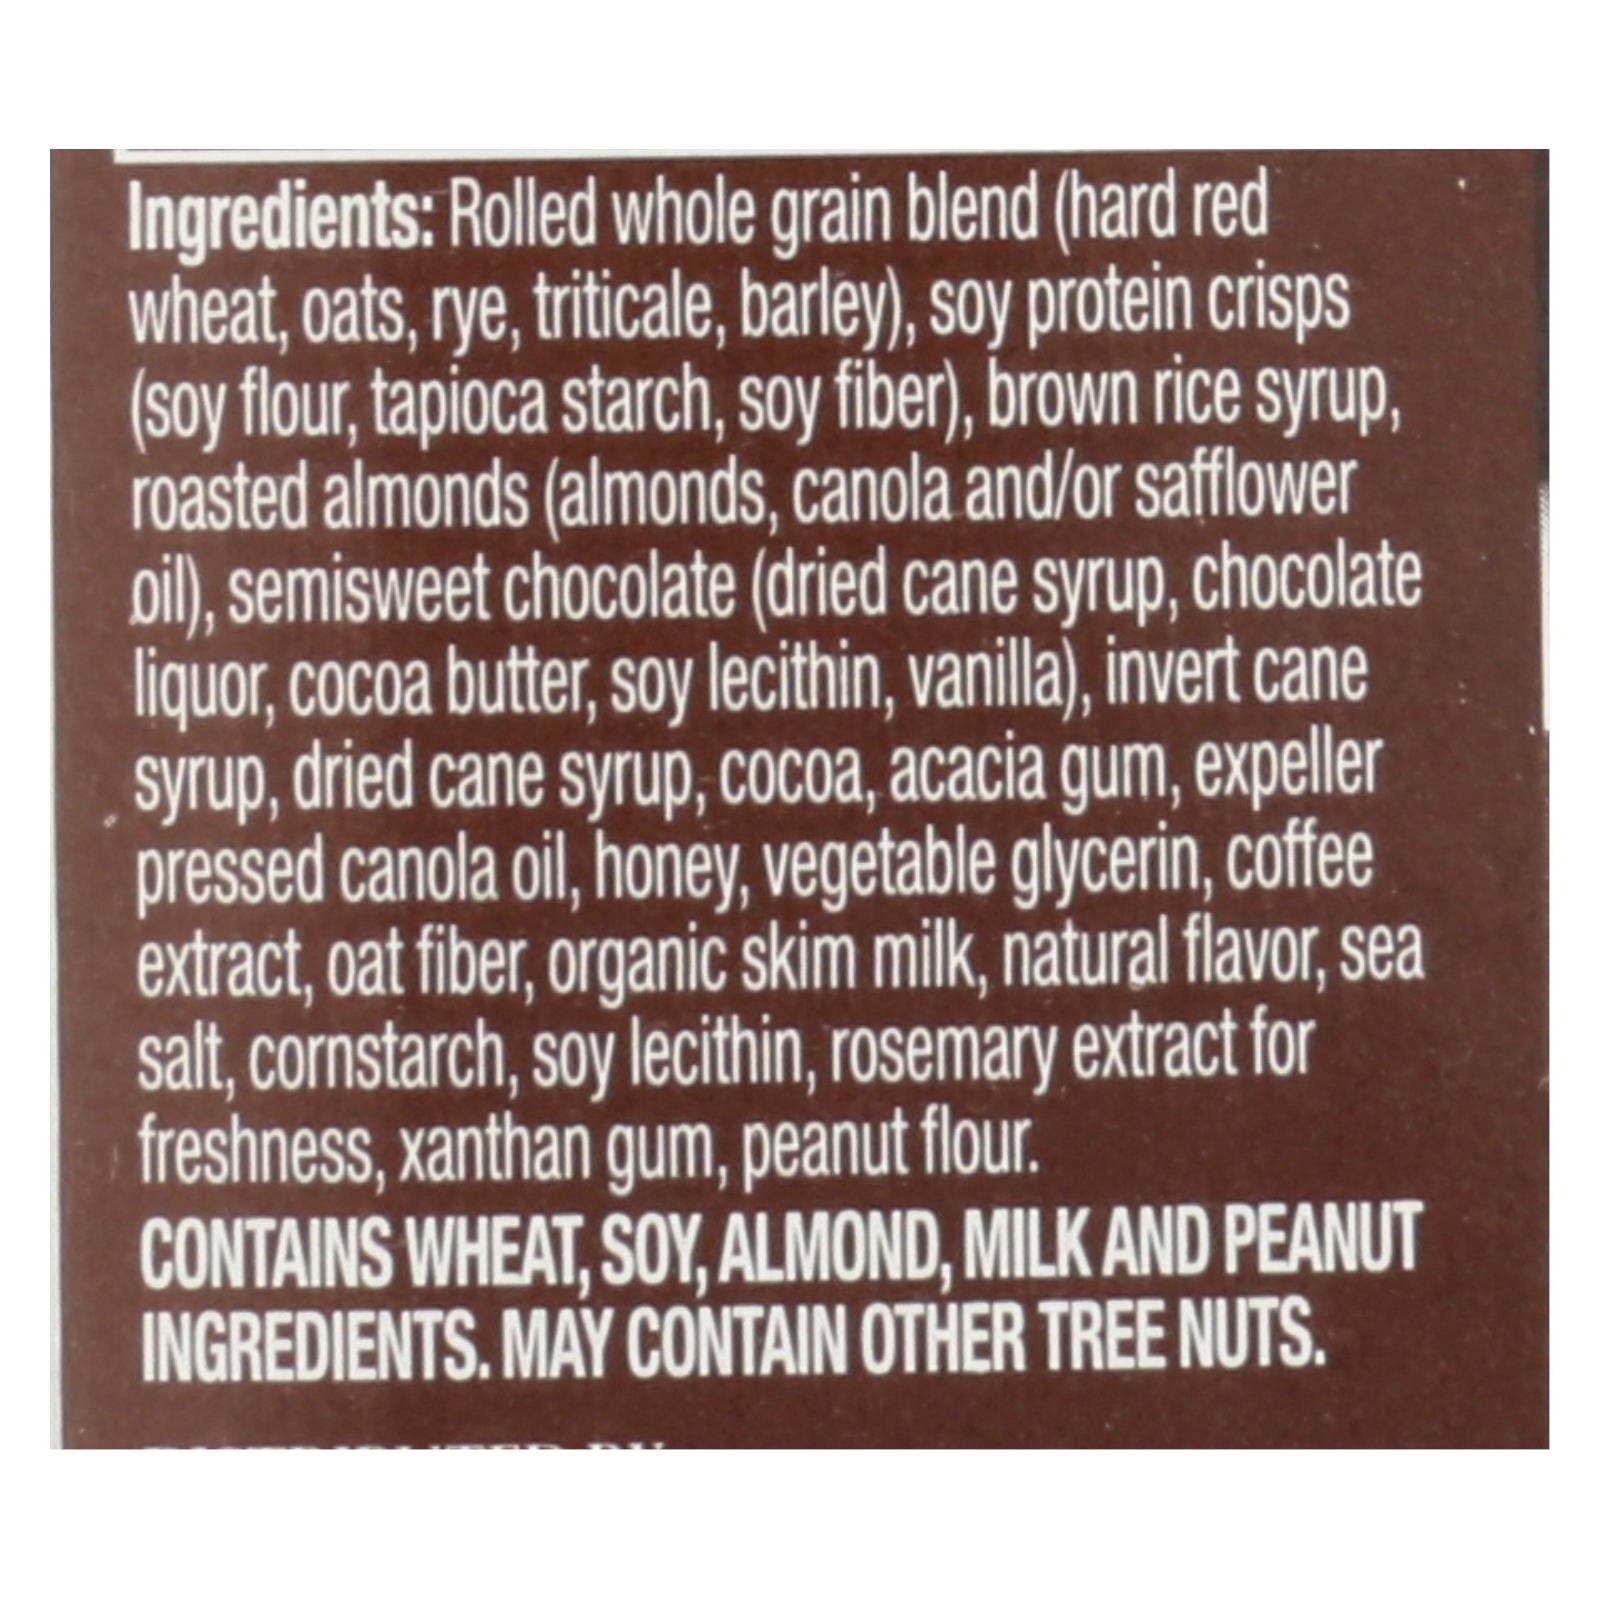 Ingredients: Rolled whole grain blend (hard red
wheat, oats, rye, triticale, barley), soy protein crisps
(soy flour, tapioca starch, soy fiber), brown rice syrup,
roasted almonds (almonds, canola and/or safflower
oil), semisweet chocolate (dried cane syrup, chocolate
liquor, cocoa butter, soy lecithin, vanilla), invert cane
syrup, dried cane syrup, cocoa, acacia gum, expeller
pressed canola oil, honey, vegetable glycerin, coffee
extract, oat fiber, organic skim milk, natural flavor, sea
salt, cornstarch, soy lecithin, rosemary extract for
freshness, xanthan gum, peanut flour.
CONTAINS WHEAT, SOY, ALMOND, MILK AND PEANUT
INGREDIENTS. MAY CONTAIN OTHER TREE NUTS.